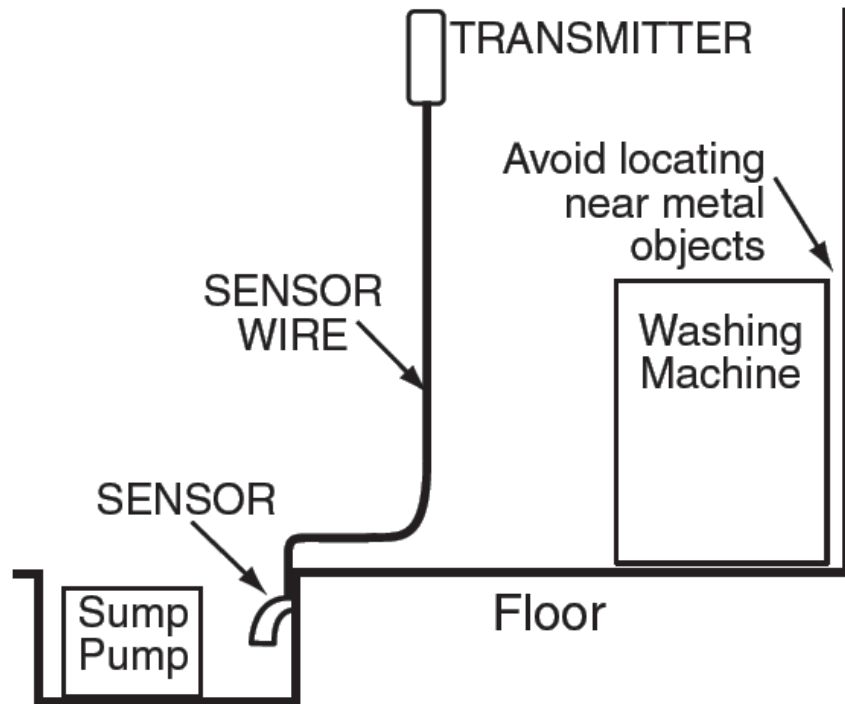 TRANSMITTER
Avoid locating
near metal
objects
SENSOR
WIRE
Washing
Machine
SENSOR
Sump
Pump
Floor